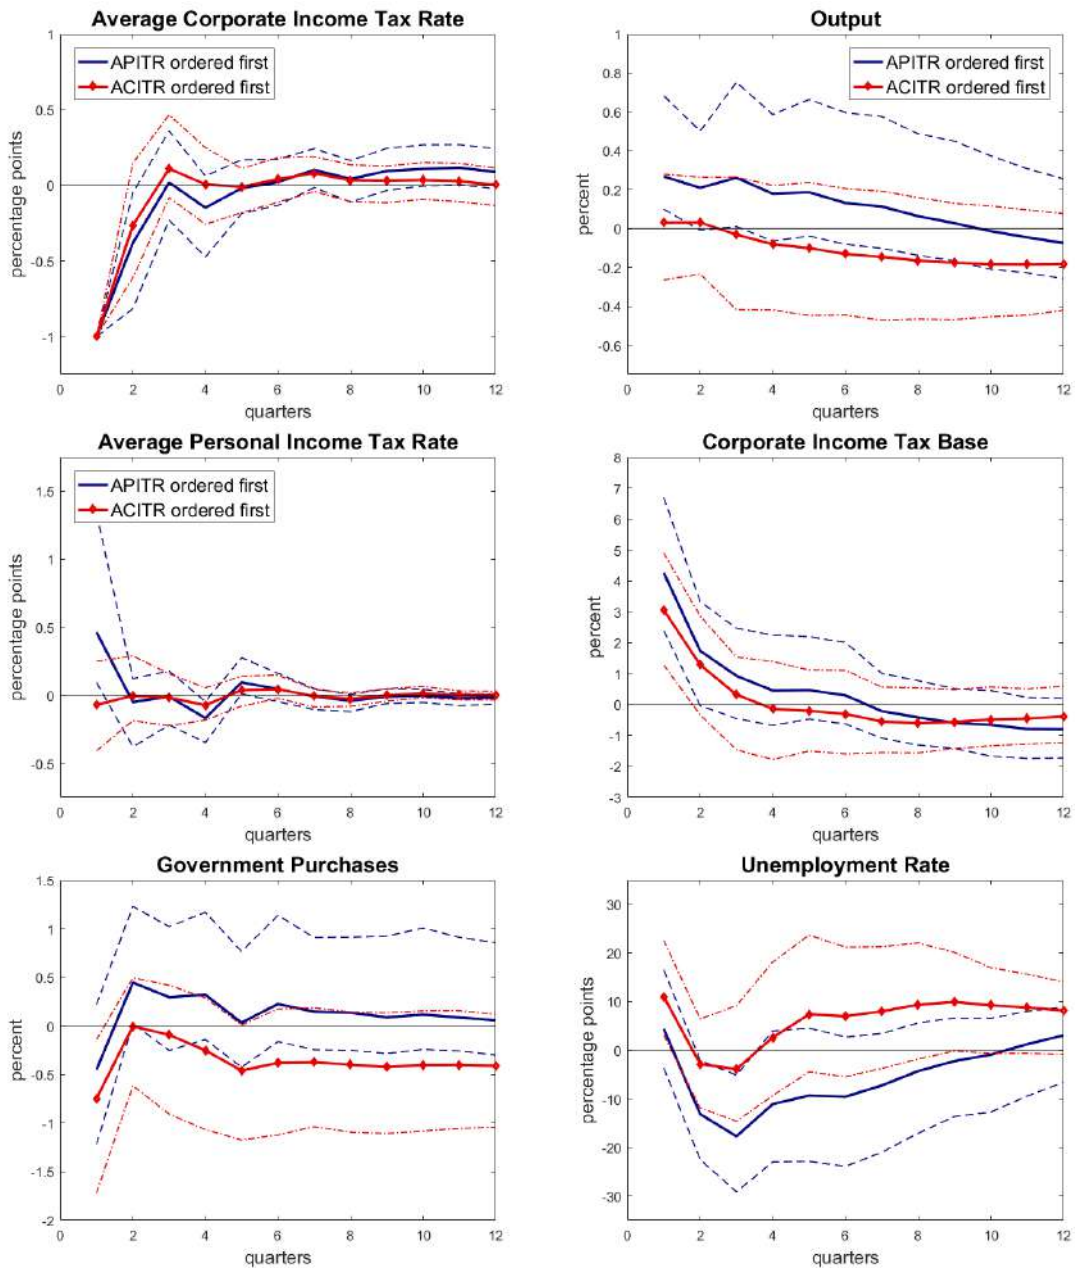 Average Corporate Income Tax Rate
1
0.5
0
-0.5
-1
percentage points
APITR ordered first
ACITR ordered first
0 2 4 6 8 10 12
quarters
Output
1
0.8
0.6
0.4
0.2
0
-0.2
-0.4
-0.6
percent
APITR ordered first
ACITR ordered first
0 2 4 6 8 10 12
quarters
Average Personal Income Tax Rate
1.5
1
0.5
0
-0.5
percentage points
APITR ordered first
ACITR ordered first
0 2 4 6 8 10 12
quarters
Corporate Income Tax Base
8
7
6
5
4
3
2
1
0
-1
-2
-3
percent
0 2 4 6 8 10 12
quarters
Government Purchases
1.5
1
0.5
0
-0.5
-1
-1.5
-2
percent
0 2 4 6 8 10 12
quarters
Unemployment Rate
30
20
10
0
-10
-20
-30
percentage points
0 2 4 6 8 10 12
quarters